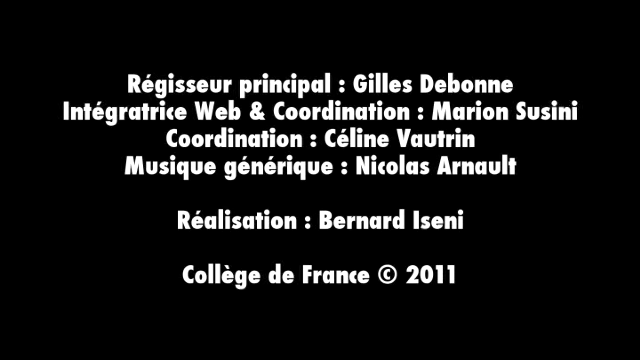 Régisseur principal : Gilles Debonne
Intégratrice Web & Coordination : Marion Susini
Coordination : Céline Vautrin
Musique générique : Nicolas Arnault
Réalisation : Bernard Iseni
Collège de France © 2011